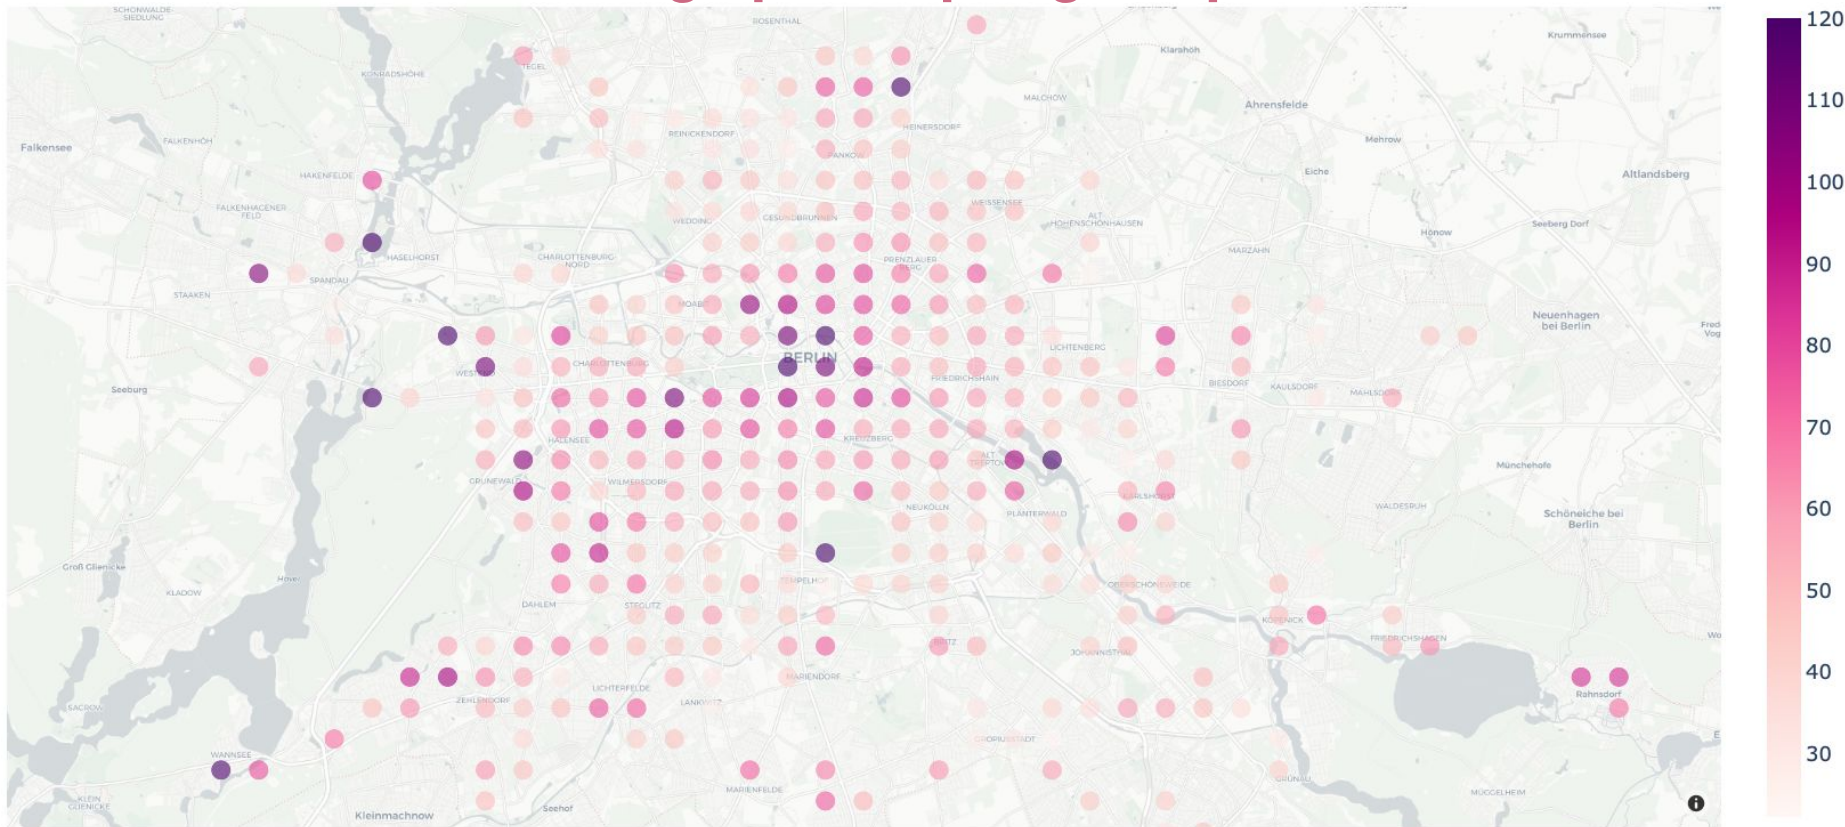 SCHÖNWALDE-
SIEDLUNG
ROSENTHAL
Krummensee
Klarahöh
TEGEL
KONRADSHÖHE
MALCHOW
Ahrensfelde
REINICKENDORF
HEINERSDORF
Falkensee
FALKENHÖH
Mehrow
PANKOW
HAKENFELDE
Eiche
Altlandsberg
WEISSENSEE
FALKENHAGENER
FELD
WEDDING
GESUNDBRUNNEN
ALT-
HOHENSCHÖNHAUSEN
Seeberg Dorf
Hönow
HASELHORST
CHARLOTTENBURG-
NORD
PRENZLAUER
BERG
MARZAHN
SPANDAU
STAAKEN
MOABIT
Neuenhagen
bei Berlin
LICHTENBERG
BERLIN
CHARLOTTENBURG
WESTEND
FRIEDRICHSHAIN
BIESDORF
KAULSDORF
MAHLSDORF
Seeburg
HALENSEE
KREUZBERG
ALT-
TREPTOW
Münchehofe
GRUNEWALD
WILMERSDORF
KARLSHORST
NEUKÖLLN
PLÄNTERWALD
WALDESRUH
Schöneiche bei
Berlin
Groß Glienicke
Havel
TEMPELHOF
OBERSCHÖNEWEIDE
KLADOW
DAHLEM
STEGLITZ
KÖPENICK
BRITZ
FRIEDRICHSHAGEN
JOHANNISTHAL
MARIENDORF
LICHTERFELDE
ZEHLENDORF
LANKWITZ
Rahnsdorf
SACROW
GROPIUSSTADT
WANNSEE
GRÜNAU
MARIENFELDE
MÜGGELHEIM
KLEIN
GLIENICKE
Seehof
Kleinmachnow
120
110
100
90
80
70
60
50
40
30